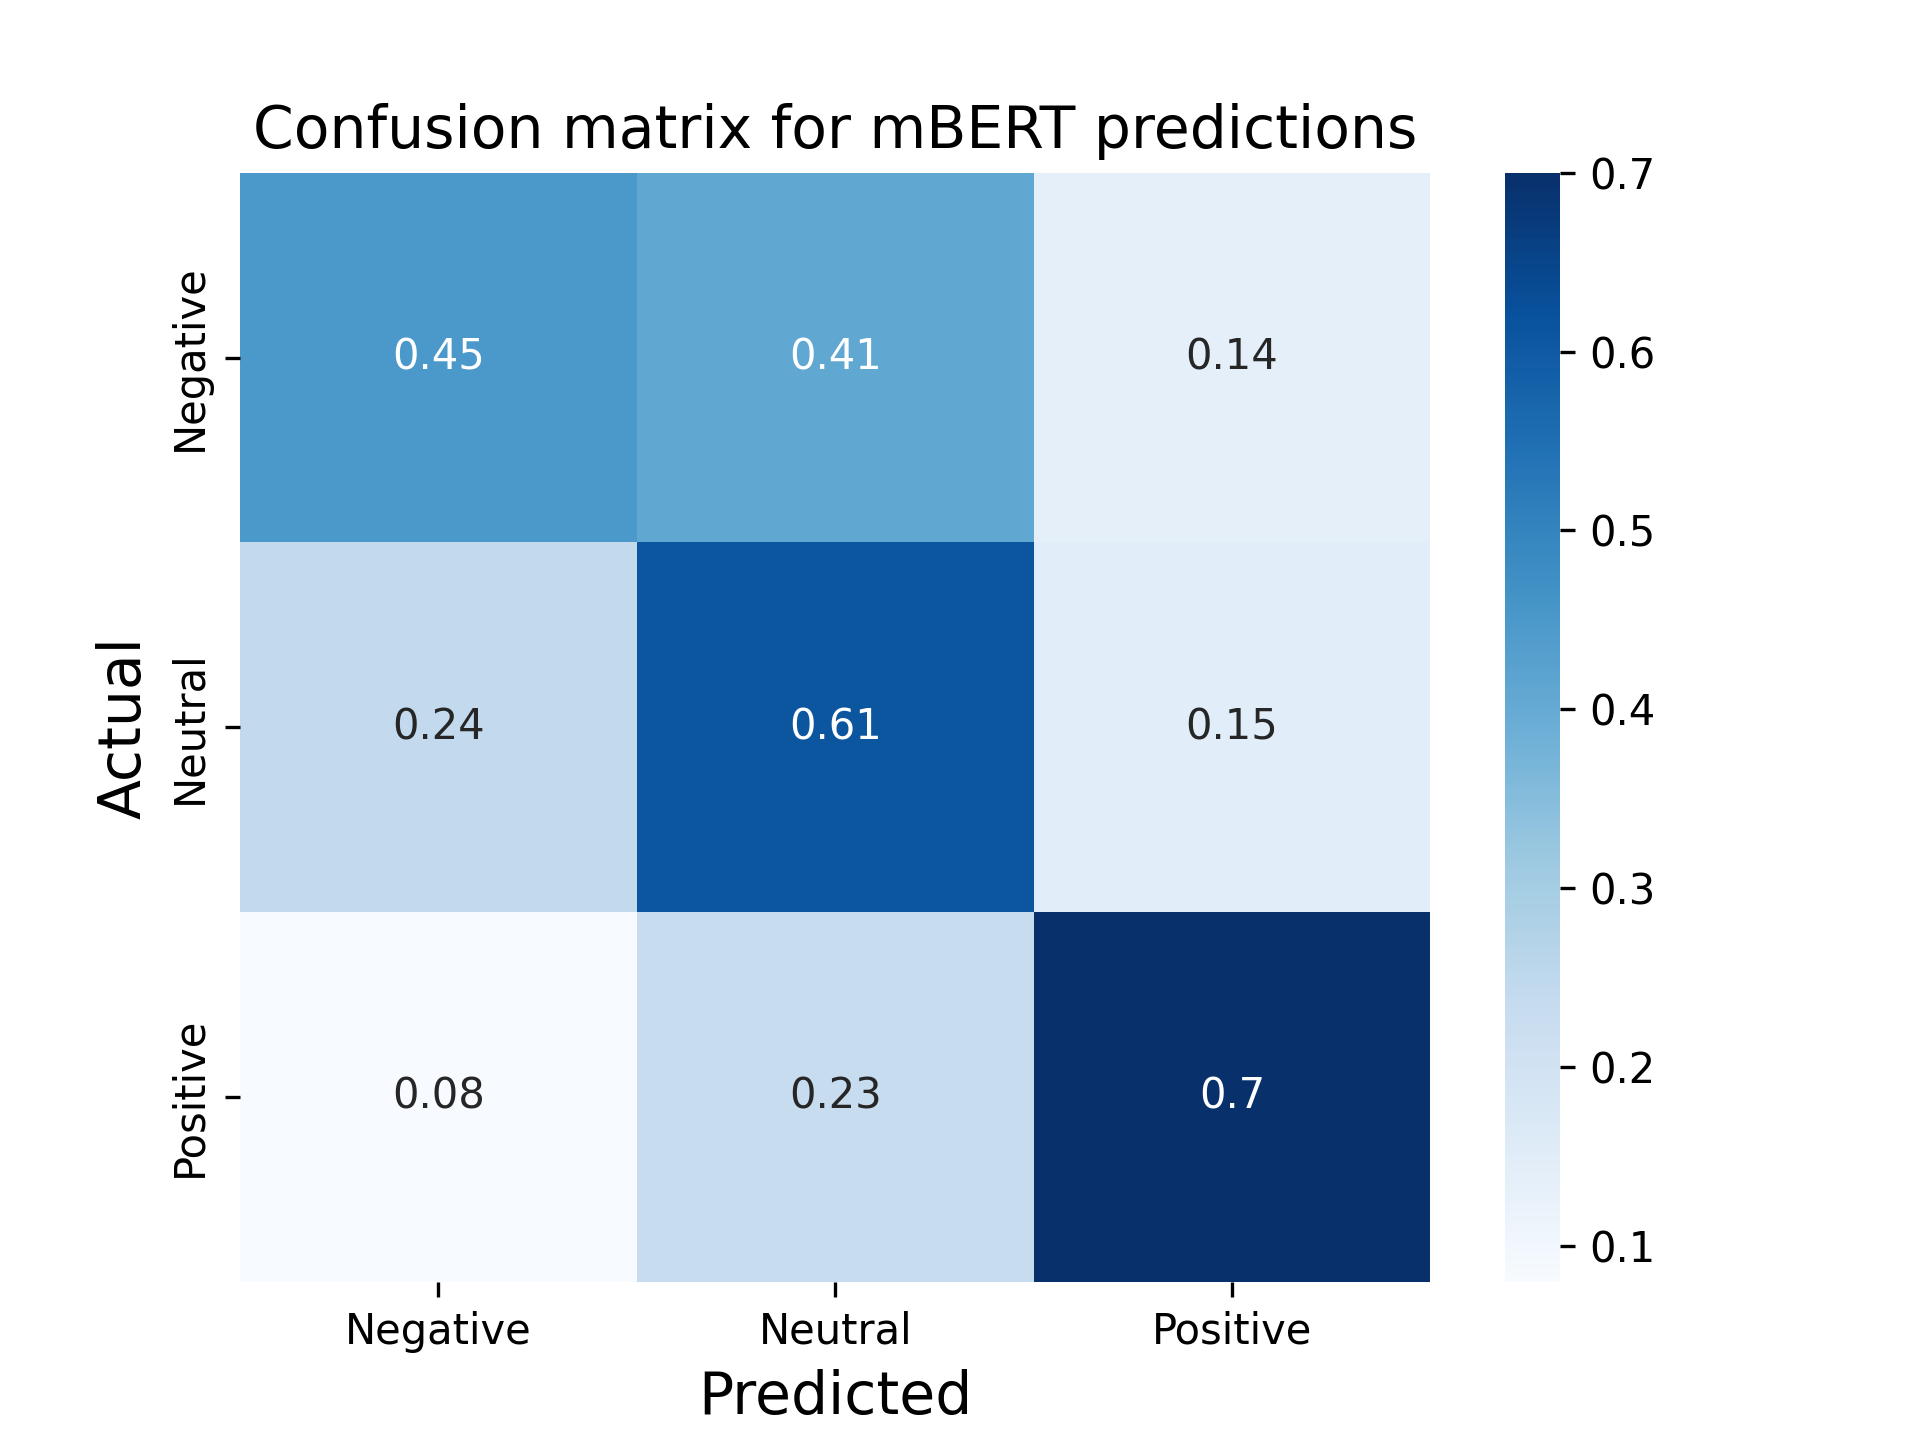 Confusion matrix for mBERT predictions
Actual
Negative
0.45 0.41 0.14
Neutral
0.24 0.61 0.15
Positive
0.08 0.23 0.7
Negative Neutral Positive
Predicted
0.7
0.6
0.5
0.4
0.3
0.2
0.1